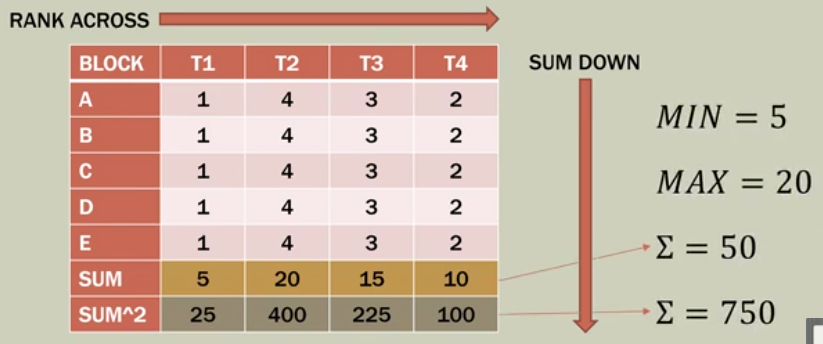 RANK ACROSS
BLOCK T1 T2 T3 T4
A 1 4 3 2
B 1 4 3 2
C 1 4 3 2
D 1 4 3 2
E 1 4 3 2
SUM 5 20 15 10
SUM^2 25 400 225 100
SUM DOWN
MIN = 5
MAX = 20
Σ = 50
Σ = 750